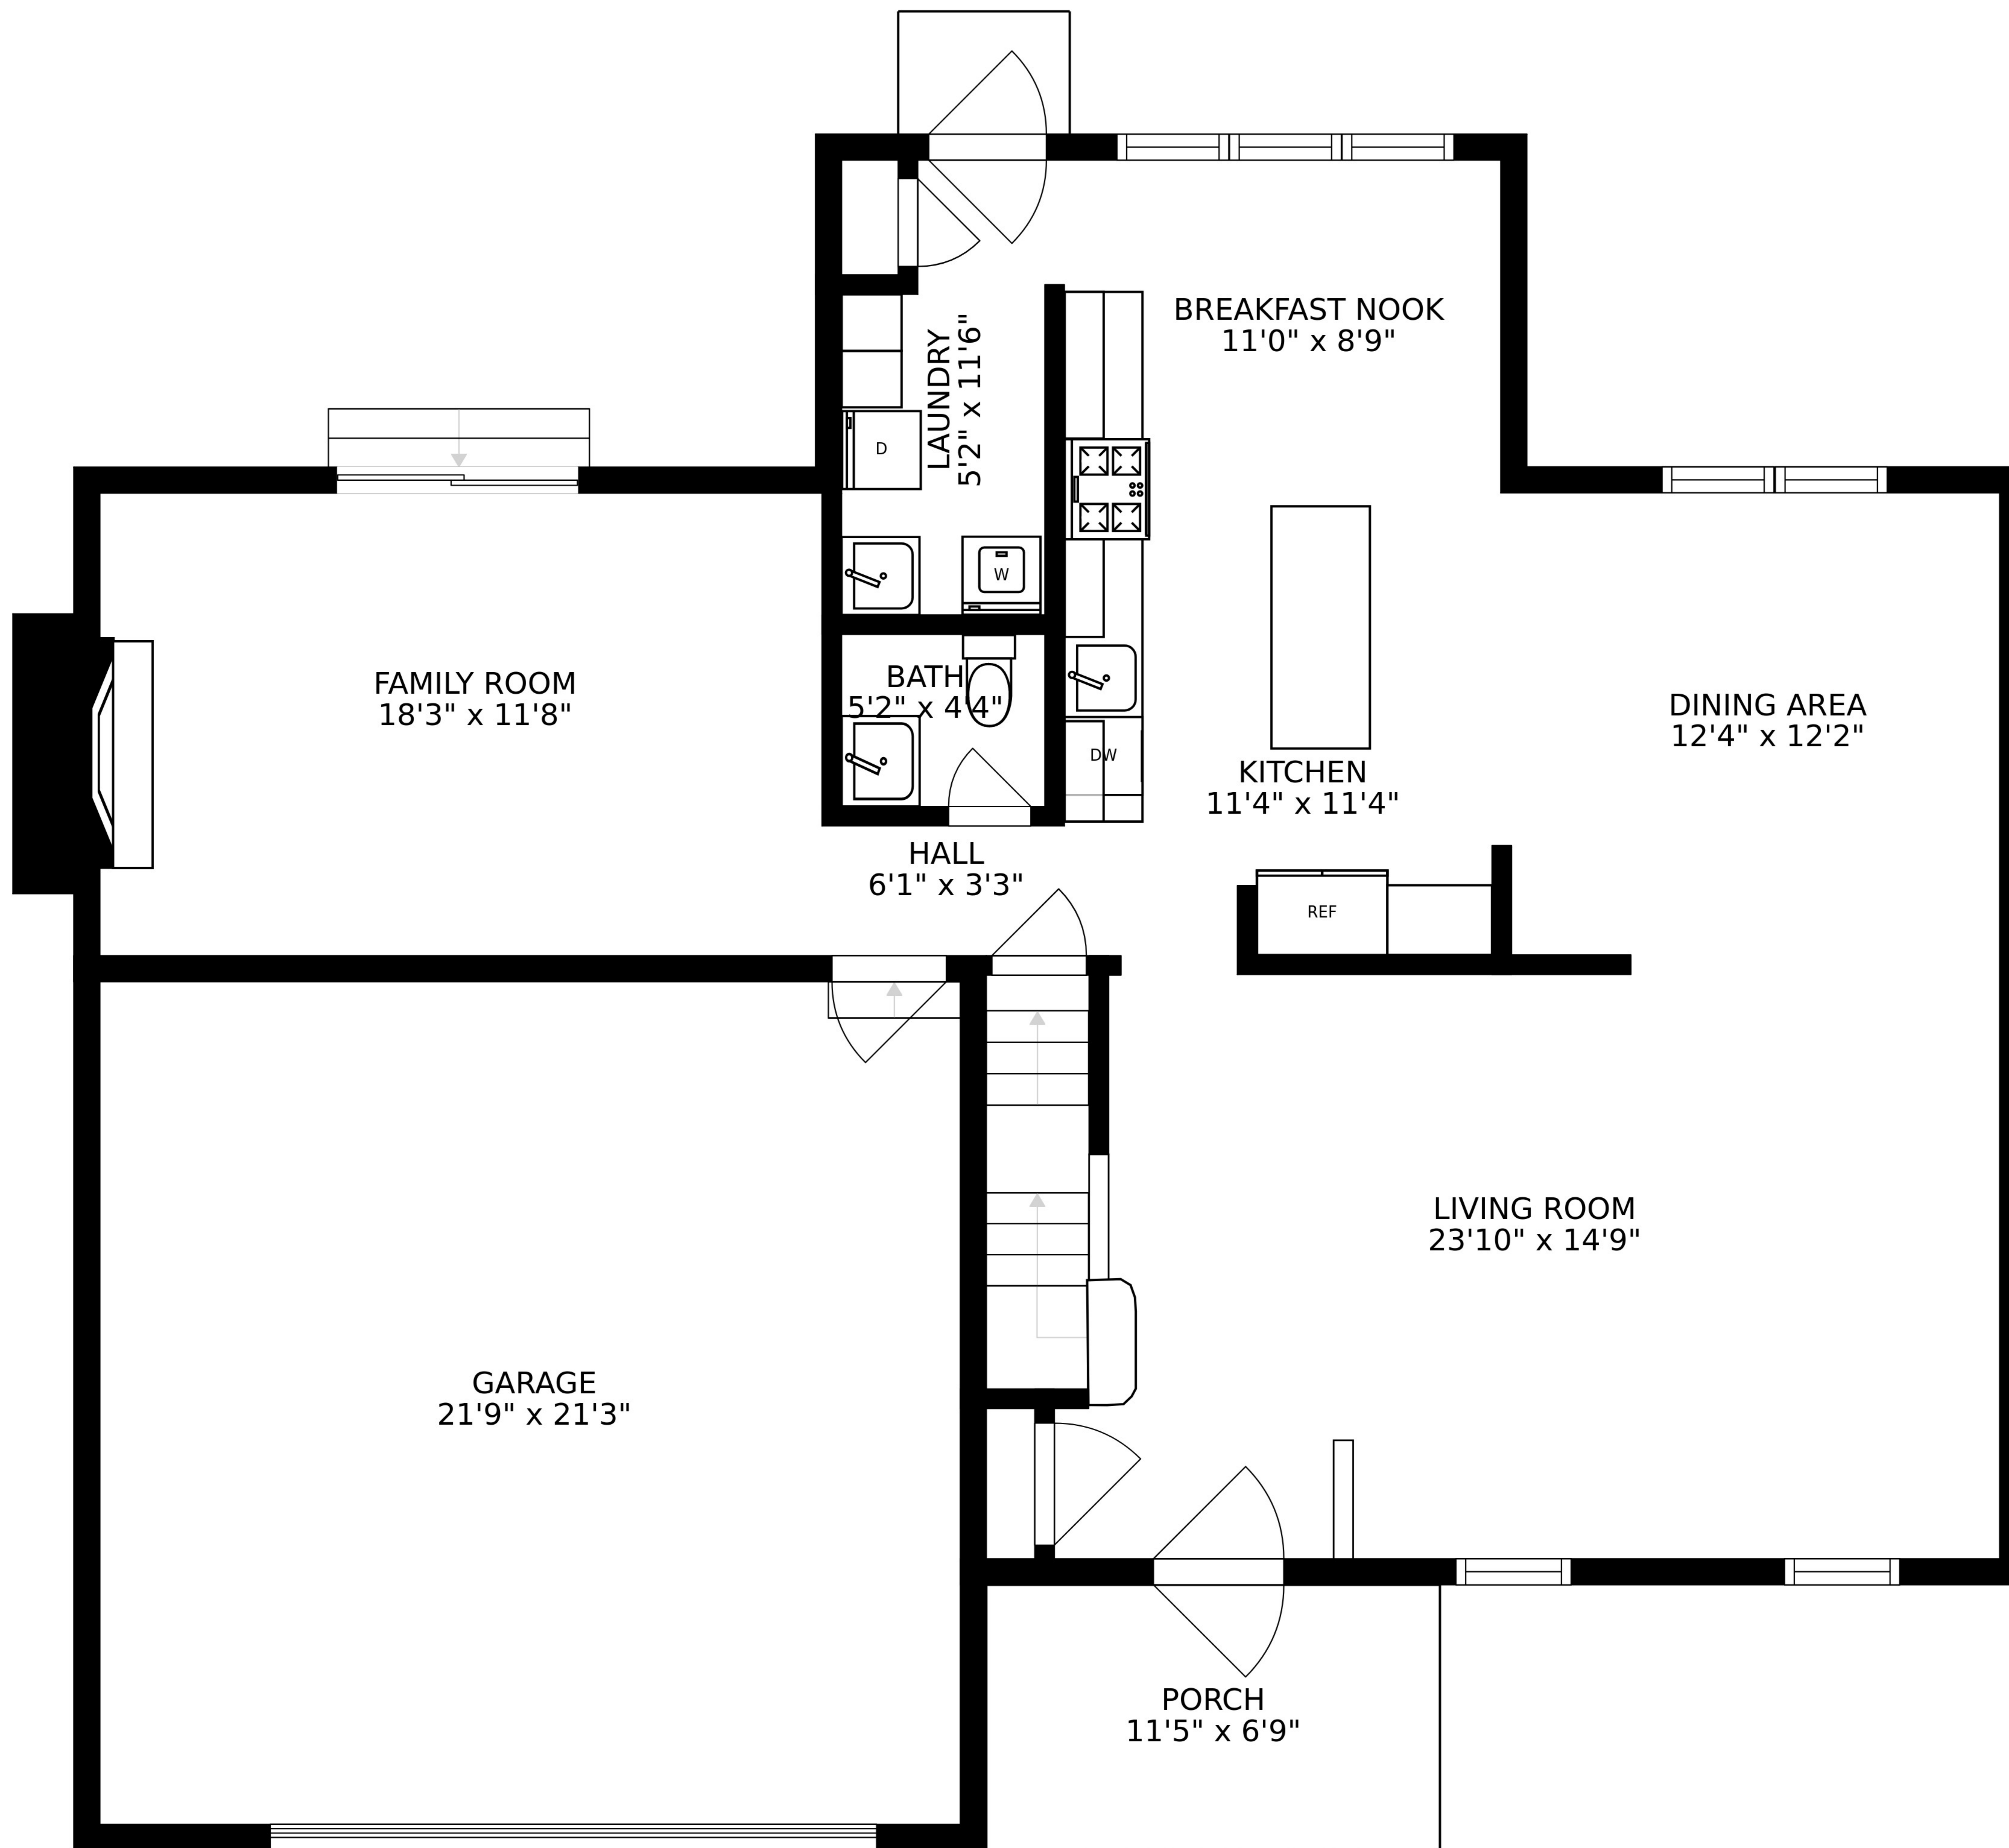 BREAKFAST NOOK
11'0" x 8'9"
LAUNDRY
5'2" x 11'6"
D
W
FAMILY ROOM
18'3" x 11'8"
BATH
5'2" x 4'4"
DW
KITCHEN
11'4" x 11'4"
DINING AREA
12'4" x 12'2"
HALL
6'1" x 3'3"
REF
LIVING ROOM
23'10" x 14'9"
GARAGE
21'9" x 21'3"
PORCH
11'5" x 6'9"